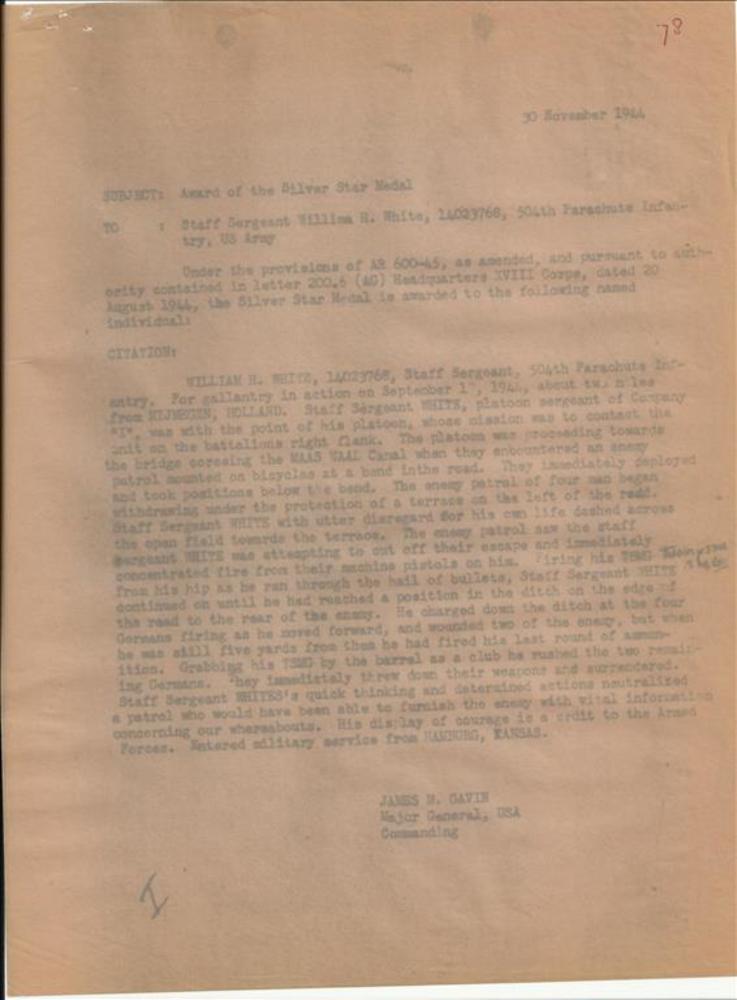 78
30 November 1944
SUBJECT: Award of the Silver Star Medal
TO : Staff Sergeant William H. White, 14023768, 504th Parachute Infan-
try, US Army
Under the provisions of AR 600-45, as amended, and pursuant to auth-
ority contained in letter 200.6 (AG) Headquarters XVIII Corps, dated 20
August 1944, the Silver Star Medal is awarded to the following named
individual:
CITATION:
WILLIAM H. WHITE, 14023768, Staff Sergeant, 504th Parachute Inf-
antry. For gallantry in action on September 1944, about two miles
from NIJMEGEN, HOLLAND. Staff Sergeant WHITE, platoon sergeant of Company
"I", was with the point of his platoon, whose mission was to contact the
unit on the battalions right flank. The platoon was proceeding towards
the bridge corssing the MAAS WAAL Canal when they encountered an enemy
patrol mounted on bicycles at a bend inthe road. They immediately deployed
and took positions below the bend. The enemy patrol of four man began
withdrawing under the protection of a terrace on the left of the road.
Staff Sergeant WHITE with utter disregard for his own life dashed across
the open field towards the terrace. The enemy patrol saw the staff
sergeant WHITE was attempting to cut off their escape and immediately
concentrated fire from their machine pistols on him. Firing his TSMG
from his hip as he ran through the hail of bullets, Staff Sergeant WHITE
continued on until he had reached a position in the ditch on the edge of
the road to the rear of the enemy. He charged down the ditch at the four
Germans firing as he moved forward, and wounded two of the enemy, but when
he was still five yards from them he had fired his last round of ammun-
ition. Grabbing his TSMG by the barrel as a club he rushed the two remain-
ing Germans. They immediately threw down their weapons and surrendered.
Staff Sergeant WHITES's quick thinking and determined actions neutralized
a patrol who would have been able to furnish the enemy with vital information
concerning our whereabouts. His display of courage is a crdit to the Armed
Forces. Entered military service from HAMBURG, KANSAS.
JAMES M. GAVIN
Major General, USA
Commanding
I